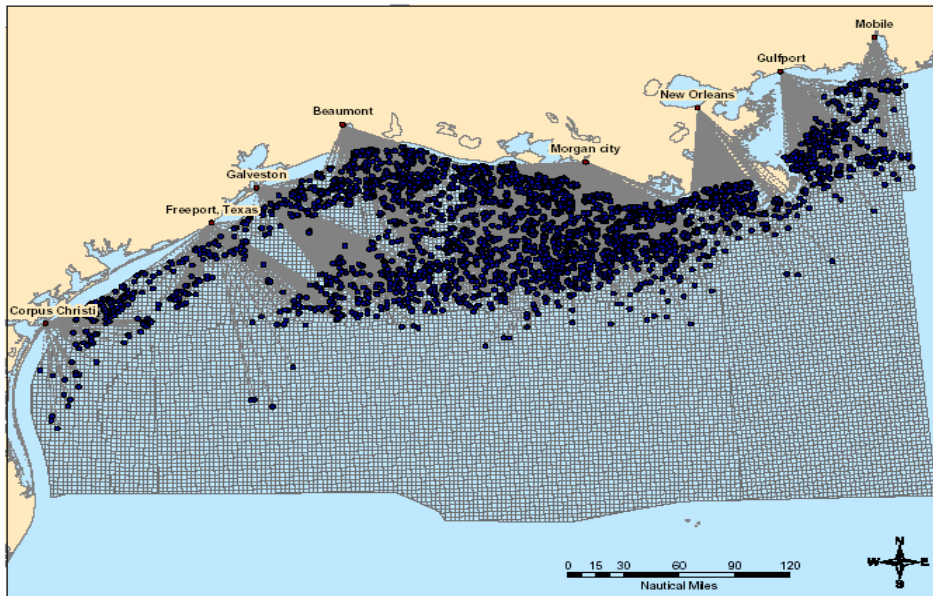 Mobile
Gulfport
New Orleans
Beaumont
Morgan city
Galveston
Freeport, Texas
Corpus Christi
N
W E
S
0 15 30 60 90 120
Nautical Miles